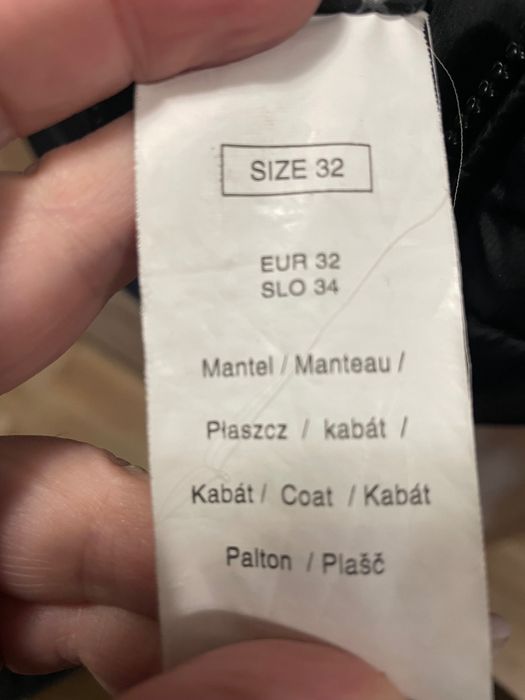 SIZE 32
EUR 32
SLO 34
Mantel / Manteau /
Płaszcz / kabát /
Kabát / Coat / Kabát
Palton / Plašč